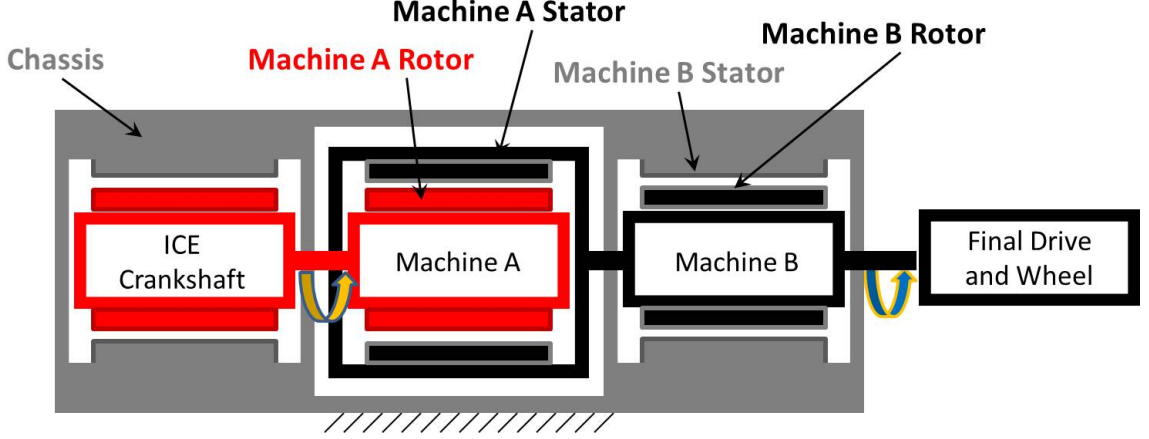 Machine A Stator
Machine B Rotor
Chassis
Machine A Rotor
Machine B Stator
ICE
Crankshaft
Machine A
Machine B
Final Drive
and Wheel